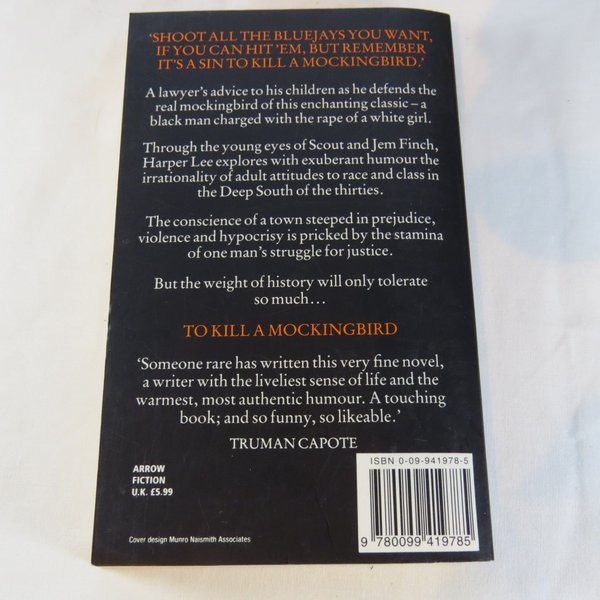 ‘SHOOT ALL THE BLUEJAYS YOU WANT,
IF YOU CAN HIT ’EM, BUT REMEMBER
IT’S A SIN TO KILL A MOCKINGBIRD.’
A lawyer’s advice to his children as he defends the
real mockingbird of this enchanting classic – a
black man charged with the rape of a white girl.
Through the young eyes of Scout and Jem Finch,
Harper Lee explores with exuberant humour the
irrationality of adult attitudes to race and class in
the Deep South of the thirties.
The conscience of a town steeped in prejudice,
violence and hypocrisy is pricked by the stamina
of one man’s struggle for justice.
But the weight of history will only tolerate
so much…
TO KILL A MOCKINGBIRD
‘Someone rare has written this very fine novel,
a writer with the liveliest sense of life and the
warmest, most authentic humour. A touching
book; and so funny, so likeable.’
TRUMAN CAPOTE
ARROW
FICTION
U.K. £5.99
ISBN 0-09-941978-5
9 780099 419785
Cover design Munro Naismith Associates